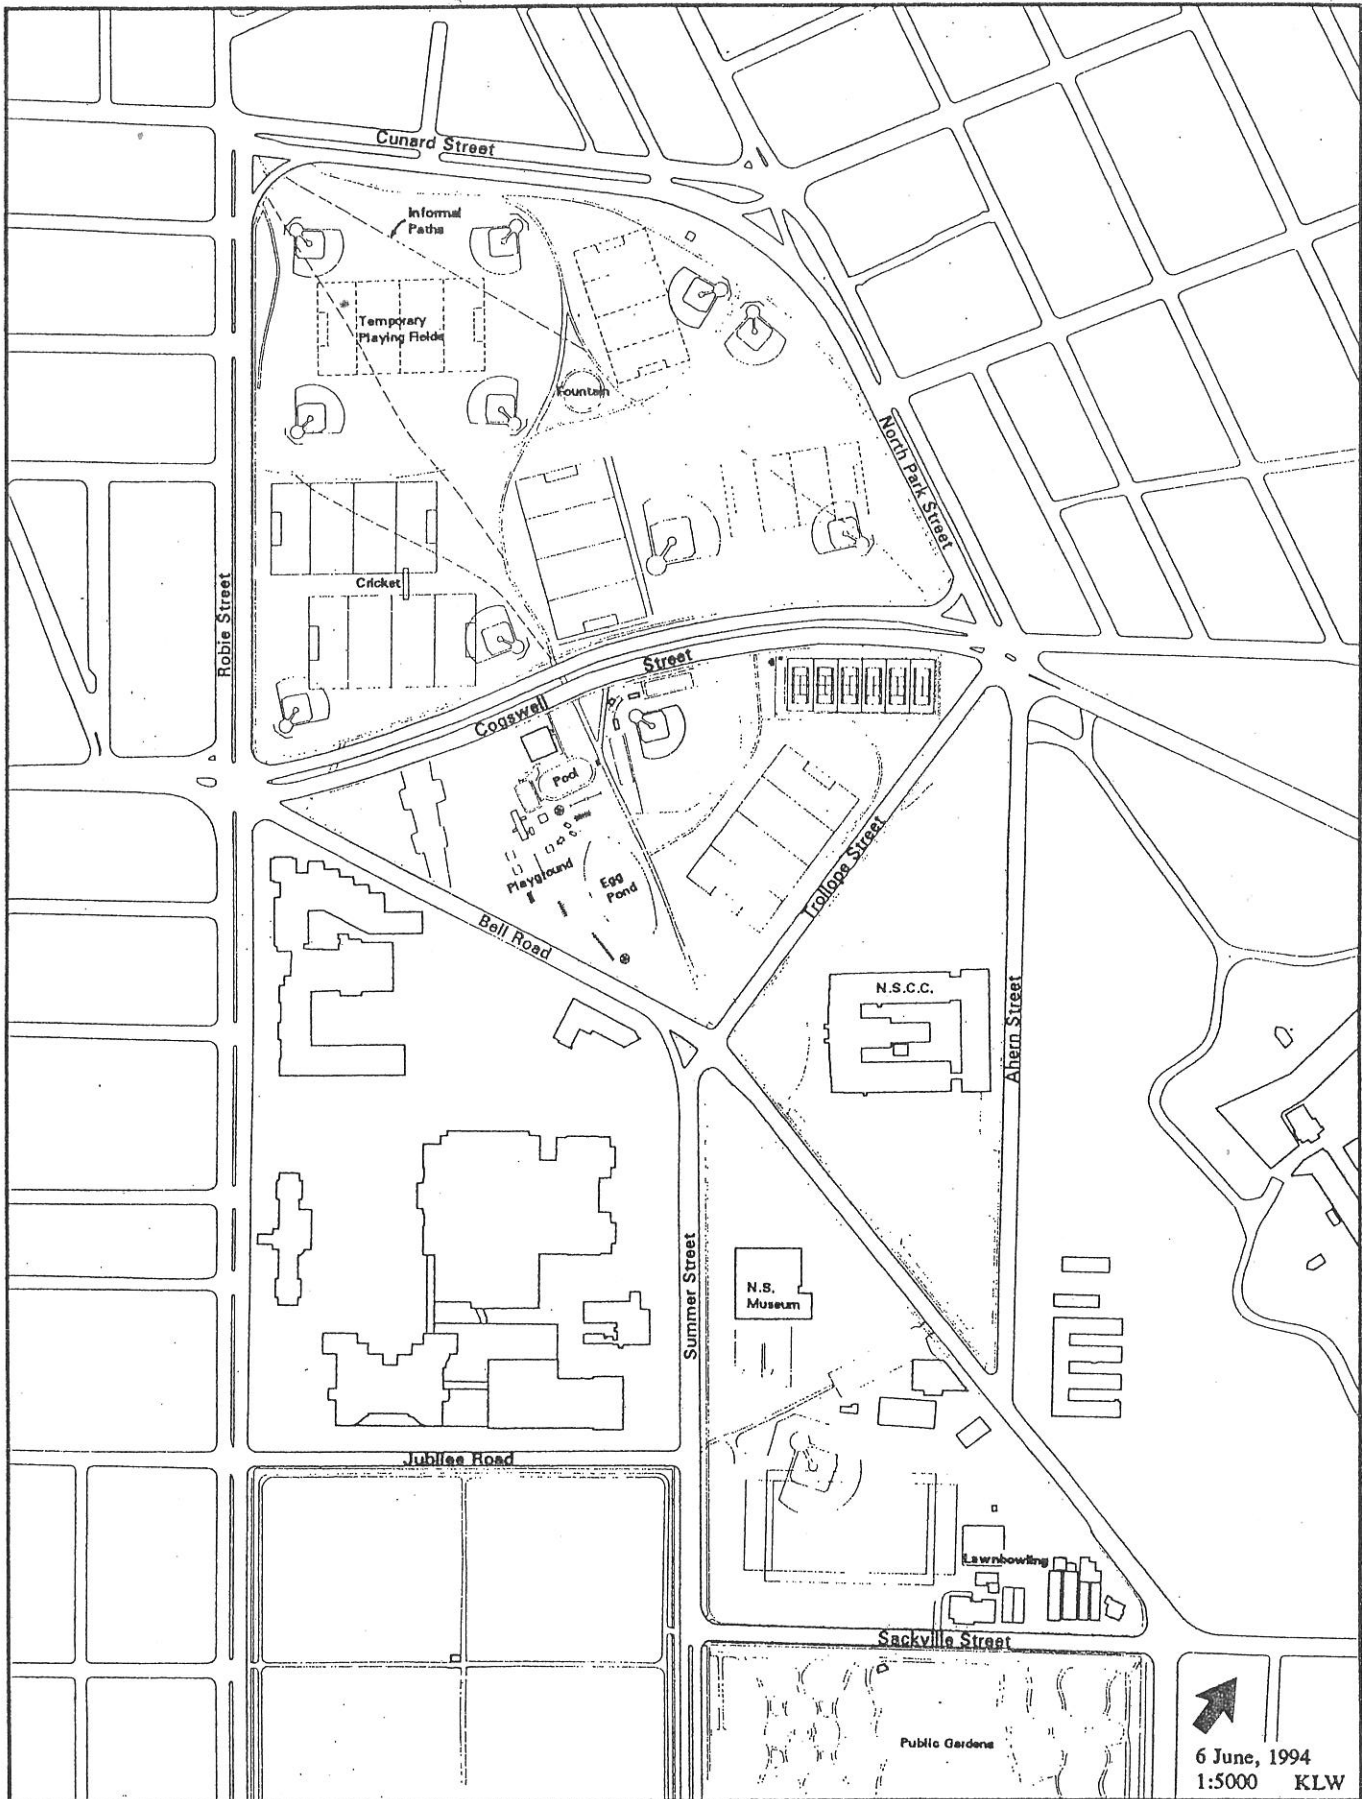 Cunard Street
Informal
Paths
Temporary
Playing Fields
Fountain
North Park Street
Cricket
Robie Street
Cogswell
Street
Pool
Playground
Egg
Pond
Trollope Street
Bell Road
N.S.C.C.
Ahern Street
Summer Street
N.S.
Museum
Jubilee Road
Lawnbowling
Sackville Street
Public Gardens
6 June, 1994
1:5000 KLW